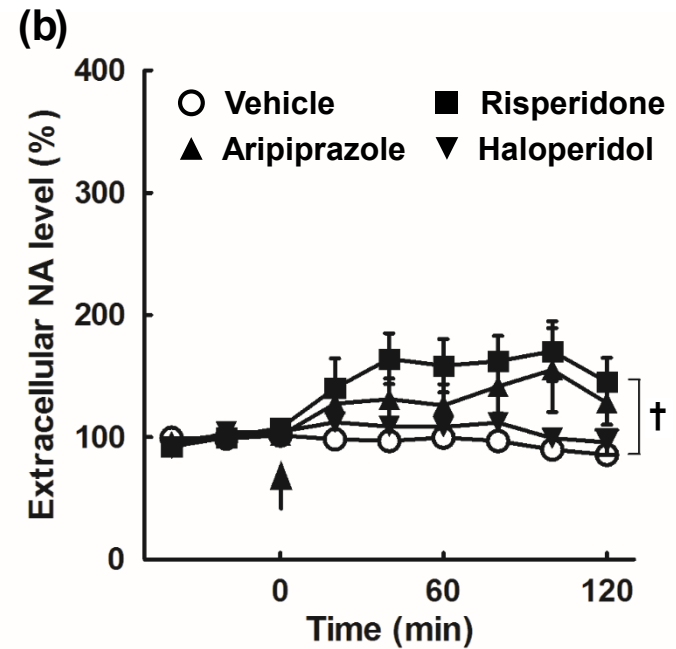 (b)
Extracellular NA level (%)
400
300
200
100
0
Vehicle
Risperidone
Aripiprazole
Haloperidol
†
0
60
120
Time (min)